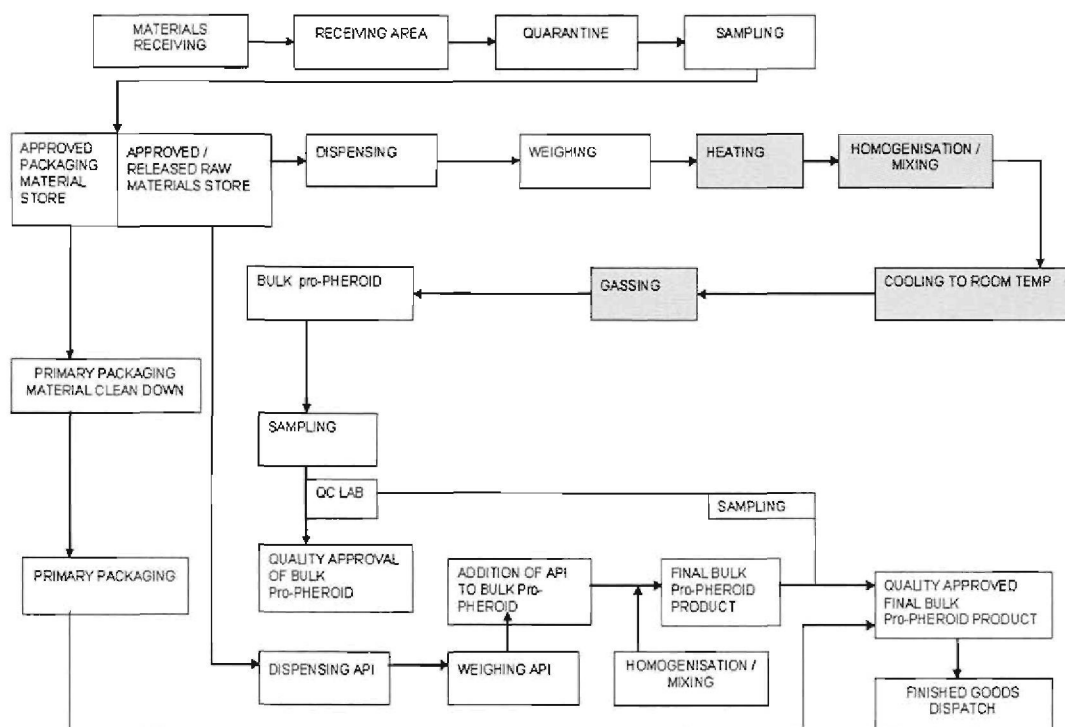 MATERIALS
RECEIVING
RECEIVING AREA
QUARANTINE
SAMPLING
APPROVED
PACKAGING
MATERIAL
STORE
APPROVED /
RELEASED RAW
MATERIALS STORE
DISPENSING
WEIGHING
HEATING
HOMOGENISATION /
MIXING
BULK pro-PHEROID
GASSING
COOLING TO ROOM TEMP
PRIMARY PACKAGING
MATERIAL CLEAN DOWN
SAMPLING
QC LAB
SAMPLING
PRIMARY PACKAGING
QUALITY APPROVAL
OF BULK
Pro-PHEROID
ADDITION OF API
TO BULK Pro-
PHEROID
FINAL BULK
Pro-PHEROID
PRODUCT
QUALITY APPROVED
FINAL BULK
Pro-PHEROID PRODUCT
DISPENSING API
WEIGHING API
HOMOGENISATION /
MIXING
FINISHED GOODS
DISPATCH